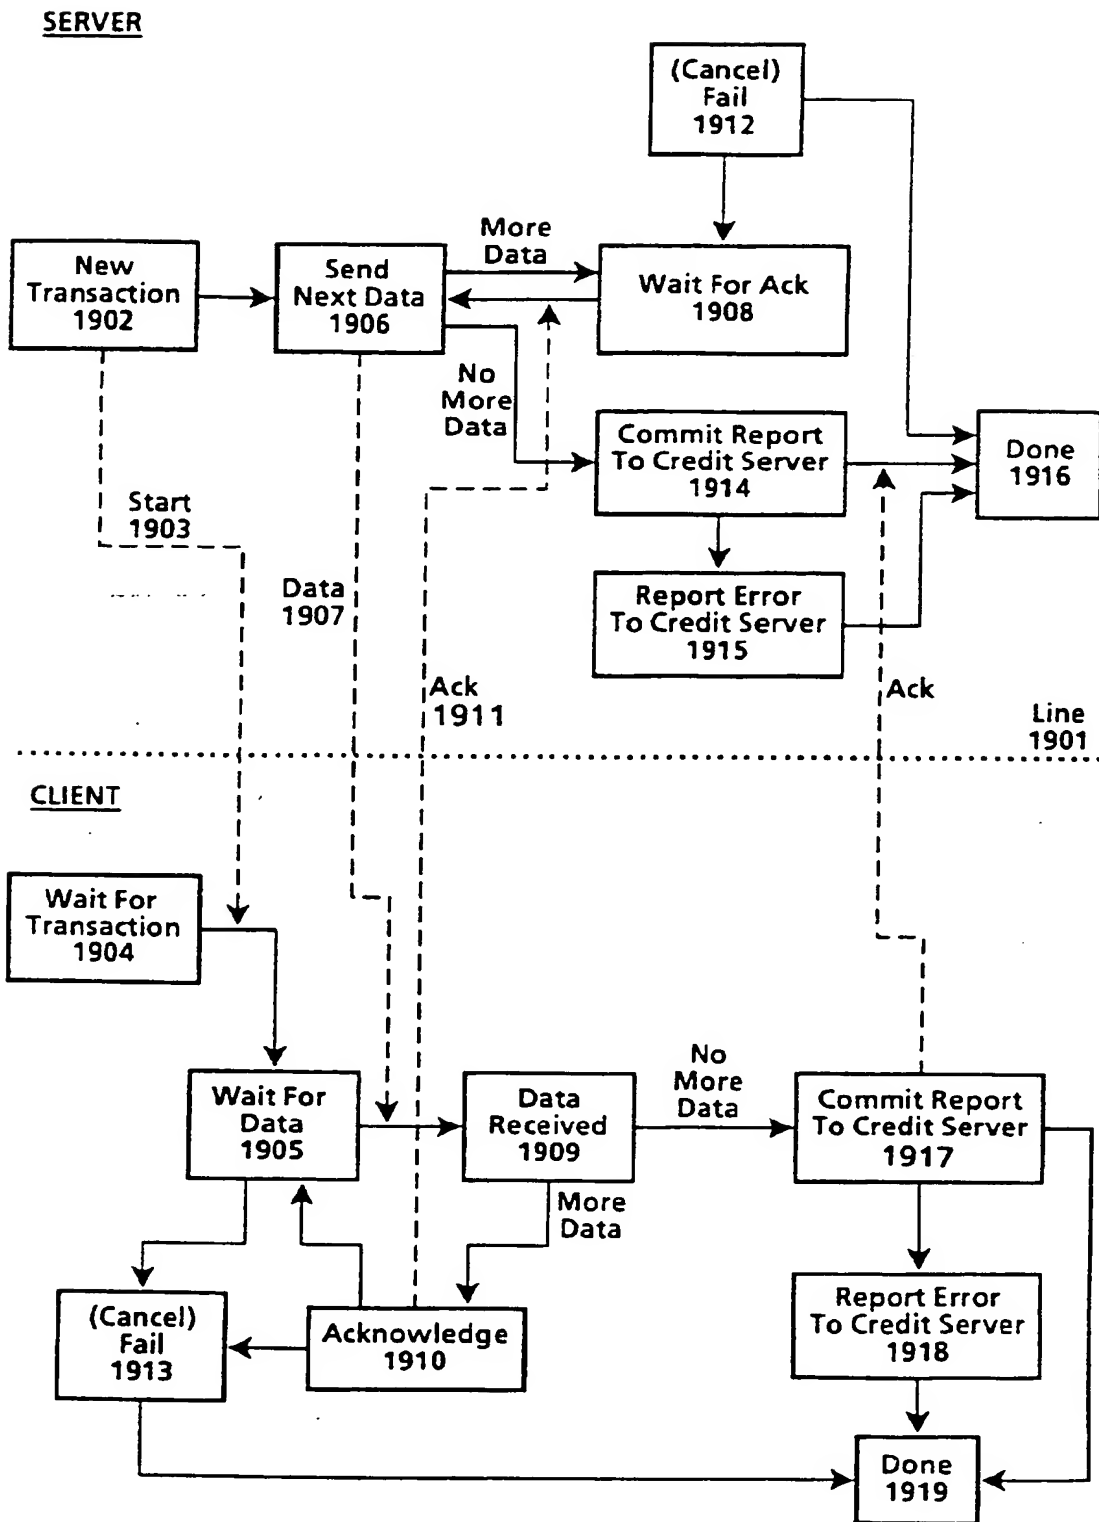 SERVER
(Cancel)
Fail
1912
New
Transaction
1902
Send
Next Data
1906
More
Data
Wait For Ack
1908
No
More
Data
Commit Report
To Credit Server
1914
Done
1916
Start
1903
Data
1907
Report Error
To Credit Server
1915
Ack
1911
Ack
Line
1901
CLIENT
Wait For
Transaction
1904
Wait For
Data
1905
Data
Received
1909
No
More
Data
Commit Report
To Credit Server
1917
More
Data
(Cancel)
Fail
1913
Acknowledge
1910
Report Error
To Credit Server
1918
Done
1919